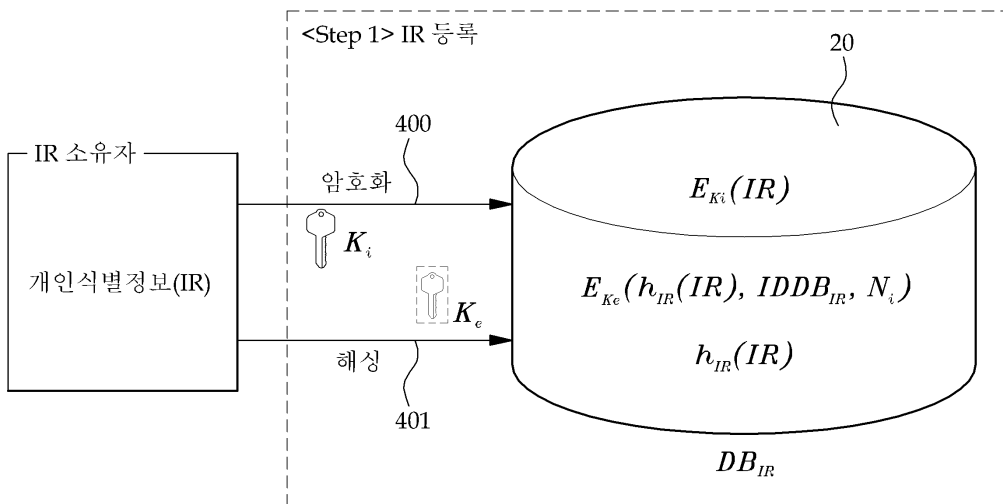 <Step 1> IR 등록
20
IR 소유자
400
암호화
E_Ki(IR)
K_i
개인식별정보(IR)
E_Ke(h_IR(IR), IDDB_IR, N_i)
K_e
h_IR(IR)
해싱
401
DB_IR